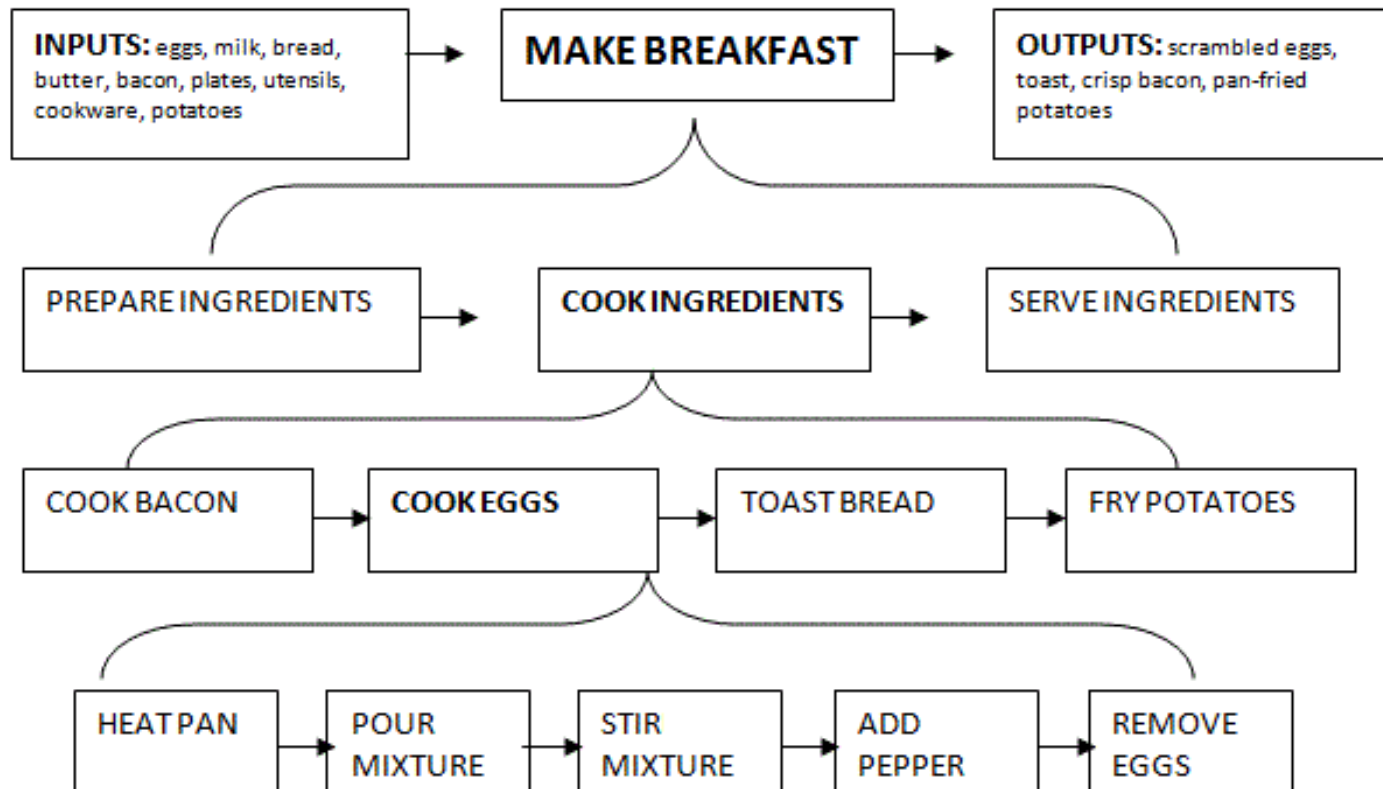 INPUTS: eggs, milk, bread,
butter, bacon, plates, utensils,
cookware, potatoes
MAKE BREAKFAST
OUTPUTS: scrambled eggs,
toast, crisp bacon, pan-fried
potatoes
PREPARE INGREDIENTS
COOK INGREDIENTS
SERVE INGREDIENTS
COOK BACON
COOK EGGS
TOAST BREAD
FRY POTATOES
HEAT PAN
POUR
MIXTURE
STIR
MIXTURE
ADD
PEPPER
REMOVE
EGGS